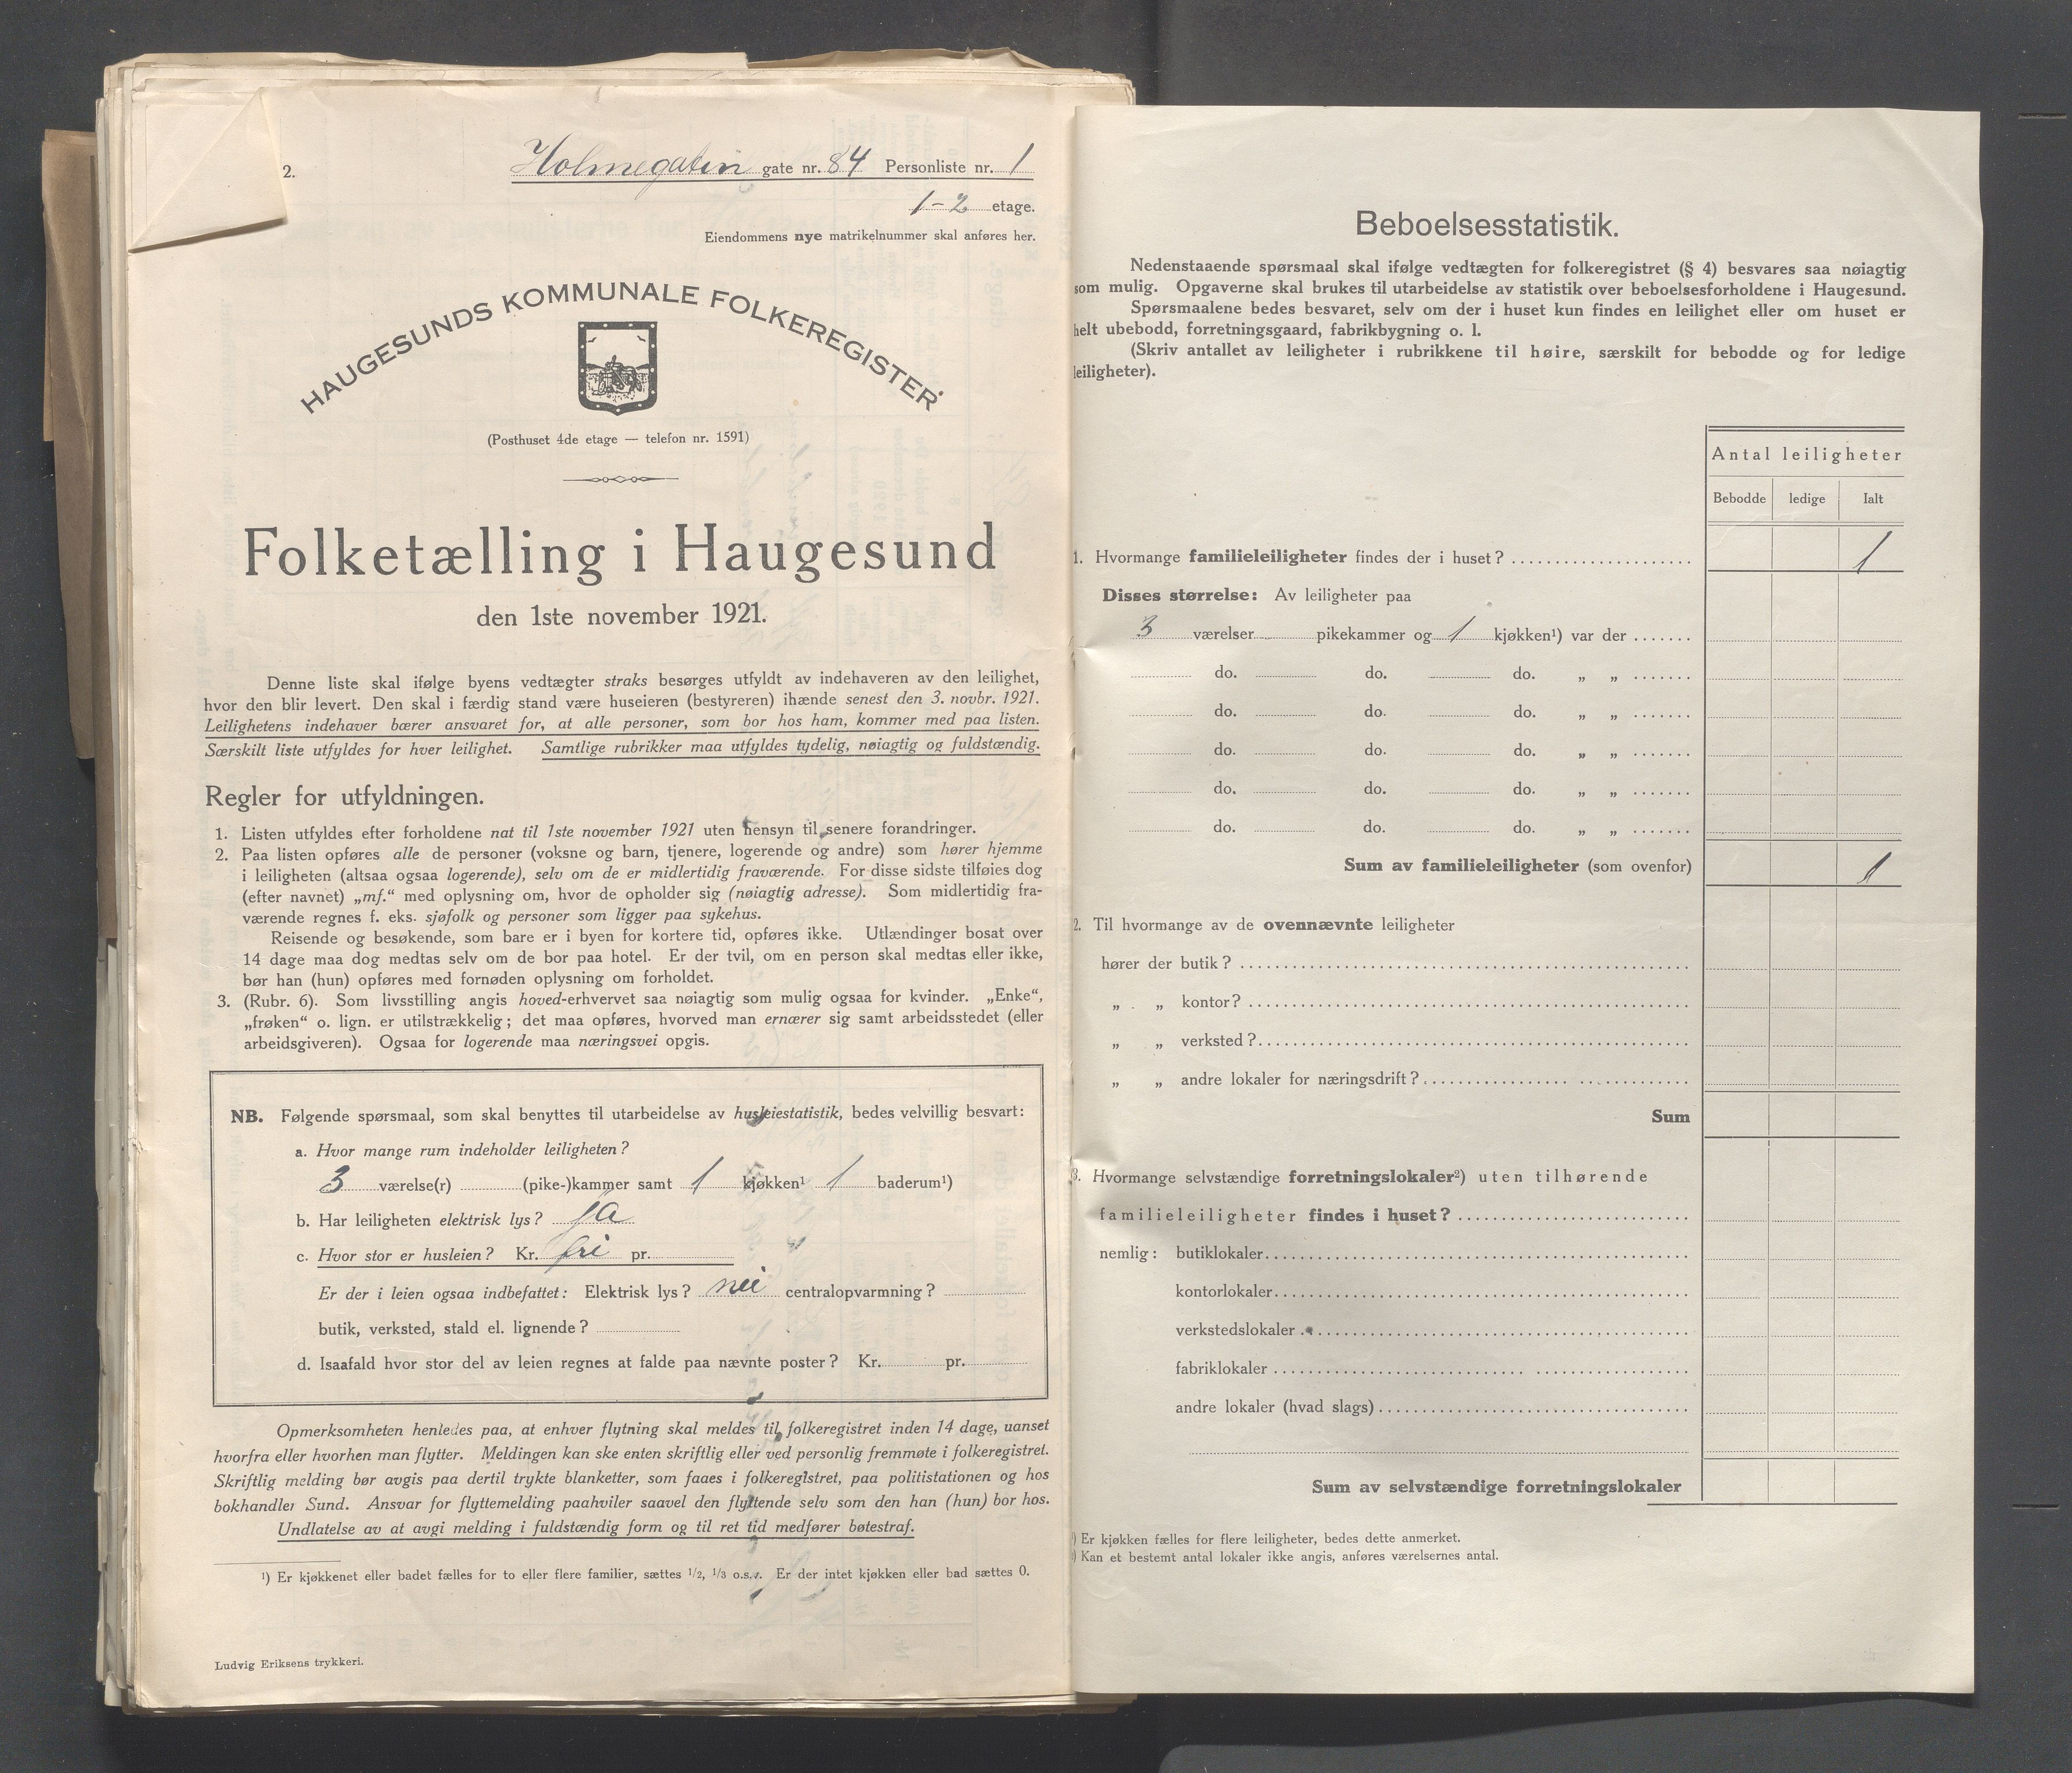 2.
Holmegaten gate nr. 84 Personliste nr. 1
1-2 etage.
Eiendommens nye matrikelnummer skal anføres her.
HAUGESUNDS KOMMUNALE FOLKEREGISTER
(Posthuset 4de etage — telefon nr. 1591)
Folketælling i Haugesund
den 1ste november 1921.
Denne liste skal ifølge byens vedtægter straks besørges utfyldt av indehaveren av den leilighet,
hvor den blir levert. Den skal i færdig stand være huseieren (bestyreren) ihænde senest den 3. novbr. 1921.
Leilighetens indehaver bærer ansvaret for, at alle personer, som bor hos ham, kommer med paa listen.
Særskilt liste utfyldes for hver leilighet. Samtlige rubrikker maa utfyldes tydelig, nøiagtig og fuldstændig.
Regler for utfyldningen.
1. Listen utfyldes efter forholdene nat til 1ste november 1921 uten hensyn til senere forandringer.
2. Paa listen opføres alle de personer (voksne og barn, tjenere, logerende og andre) som hører hjemme
i leiligheten (altsaa ogsaa logerende), selv om de er midlertidig fraværende. For disse sidste tilføies dog
(efter navnet) „mf.“ med oplysning om, hvor de opholder sig (nøiagtig adresse). Som midlertidig fra-
værende regnes f. eks. sjøfolk og personer som ligger paa sykehus.
Reisende og besøkende, som bare er i byen for kortere tid, opføres ikke. Utlændinger bosat over
14 dage maa dog medtas selv om de bor paa hotel. Er der tvil, om en person skal medtas eller ikke,
bør han (hun) opføres med fornøden oplysning om forholdet.
3. (Rubr. 6). Som livsstilling angis hoved-erhvervet saa nøiagtig som mulig ogsaa for kvinder. „Enke“,
„frøken“ o. lign. er utilstrækkelig; det maa opføres, hvorved man ernærer sig samt arbeidsstedet (eller
arbeidsgiveren). Ogsaa for logerende maa næringsvei opgis.
NB. Følgende spørsmaal, som skal benyttes til utarbeidelse av husleiestatistik, bedes velvillig besvart:
a. Hvor mange rum indeholder leiligheten?
3 værelse(r) (pike-)kammer samt 1 kjøkken¹ 1 baderum¹)
b. Har leiligheten elektrisk lys? ja
c. Hvor stor er husleien? Kr. fri pr.
Er der i leien ogsaa indbefattet: Elektrisk lys? nei centralopvarmning?
butik, verksted, stald el. lignende?
d. Isaafald hvor stor del av leien regnes at falde paa nævnte poster? Kr. pr.
Opmerksomheten henledes paa, at enhver flytning skal meldes til folkeregistret inden 14 dage, uanset
hvorfra eller hvorhen man flytter. Meldingen kan ske enten skriftlig eller ved personlig fremmøte i folkeregistret.
Skriftlig melding bør avgis paa dertil trykte blanketter, som faaes i folkeregistret, paa politistationen og hos
bokhandler Sund. Ansvar for flyttemelding paahviler saavel den flyttende selv som den han (hun) bor hos.
Undlatelse av at avgi melding i fuldstændig form og til ret tid medfører bøtestraf.
¹) Er kjøkkenet eller badet fælles for to eller flere familier, sættes 1/2, 1/3 o.s.v. Er der intet kjøkken eller bad sættes 0.
Ludvig Eriksens trykkeri.
Beboelsesstatistik.
Nedenstaaende spørsmaal skal ifølge vedtægten for folkeregistret (§ 4) besvares saa nøiagtig
som mulig. Opgaverne skal brukes til utarbeidelse av statistik over beboelsesforholdene i Haugesund.
Spørsmaalene bedes besvaret, selv om der i huset kun findes en leilighet eller om huset er
helt ubebodd, forretningsgaard, fabrikbygning o. l.
(Skriv antallet av leiligheter i rubrikkene til høire, særskilt for bebodde og for ledige
leiligheter).
Antal leiligheter
Bebodde ledige Ialt
1. Hvormange familieleiligheter findes der i huset? 1
Disses størrelse: Av leiligheter paa
3 værelser pikekammer og 1 kjøkken¹) var der
do. do. do. „ „
do. do. do. „ „
do. do. do. „ „
do. do. do. „ „
do. do. do. „ „
Sum av familieleiligheter (som ovenfor) 1
2. Til hvormange av de ovennævnte leiligheter
hører der butik?
„ „ kontor?
„ „ verksted?
„ „ andre lokaler for næringsdrift?
Sum
3. Hvormange selvstændige forretningslokaler²) uten tilhørende
familieleiligheter findes i huset?
nemlig: butiklokaler
kontorlokaler
verkstedslokaler
fabriklokaler
andre lokaler (hvad slags)
Sum av selvstændige forretningslokaler
¹) Er kjøkken fælles for flere leiligheter, bedes dette anmerket.
²) Kan et bestemt antal lokaler ikke angis, anføres værelsernes antal.